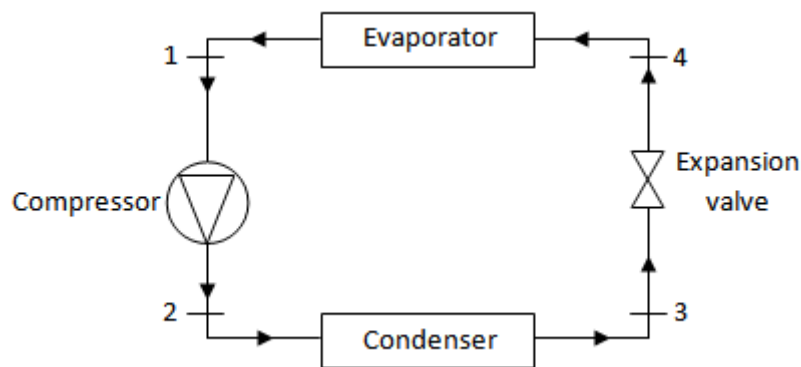 Evaporator
1
4
Compressor
Expansion
valve
2
Condenser
3